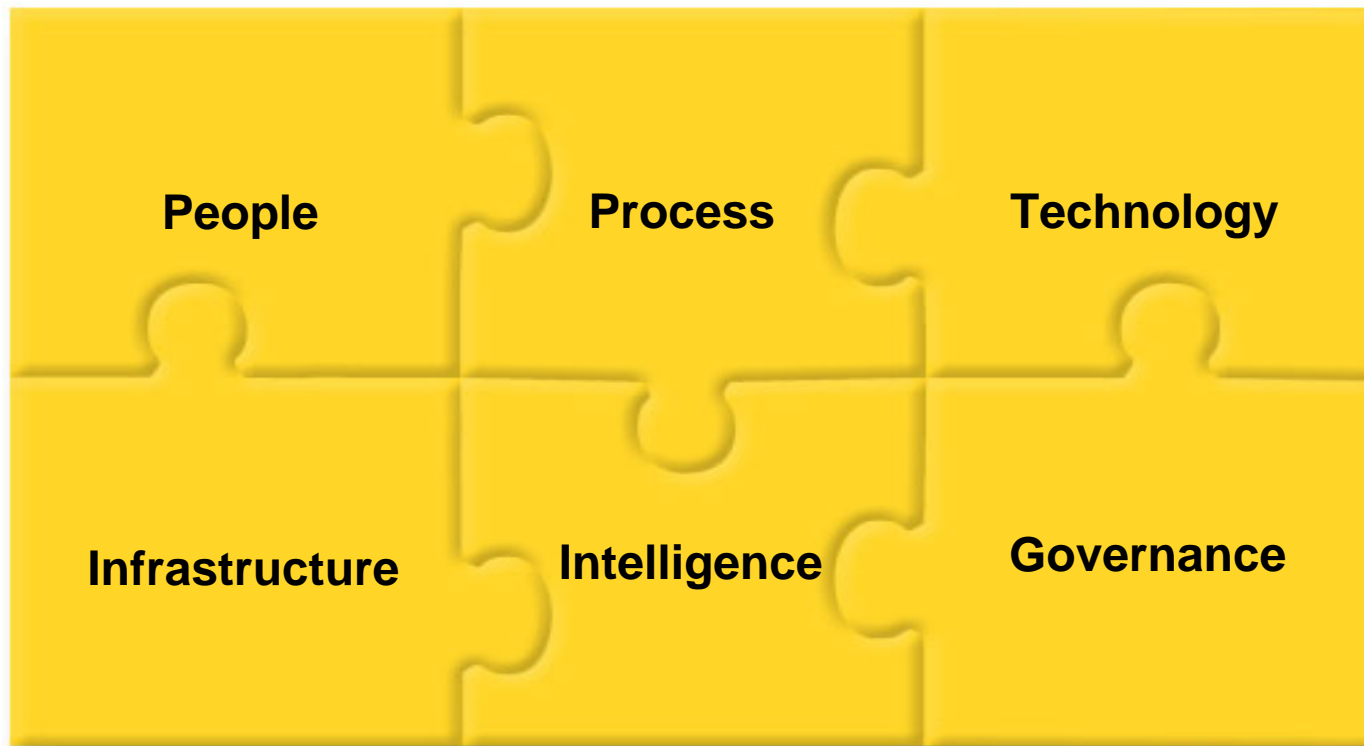 People
Process
Technology
Infrastructure
Intelligence
Governance